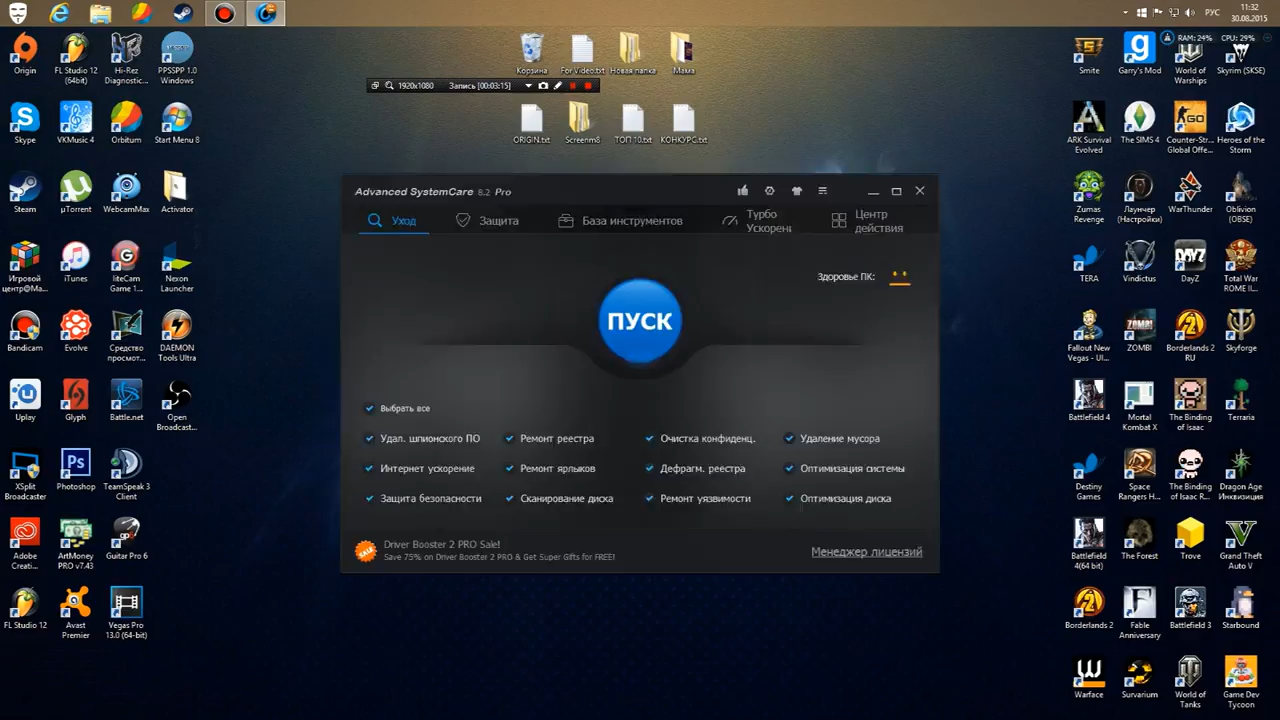 РУС
11:32
30.08.2015
RAM: 24%
CPU: 29%
Origin
FL Studio 12
(64bit)
Hi-Rez
Diagnostic...
PPSSPP 1.0
Windows
Корзина
For Video.txt
Новая папка
Мама
Smite
Garry's Mod
World of
Warships
Skyrim (SKSE)
1920x1080
Запись [00:03:15]
Skype
VKMusic 4
Orbitum
Start Menu 8
ORIGIN.txt
Screenm8
ТОП 10.txt
КОНКУРС.txt
ARK Survival
Evolved
The SIMS 4
Counter-Str...
Global Offe...
Heroes of the
Storm
Steam
µTorrent
WebcamMax
Activator
Advanced SystemCare 8.2 Pro
Уход
Защита
База инструментов
Турбо
Ускорени
Центр
действия
Zumas
Revenge
Лаунчер
(Настройки)
WarThunder
Oblivion
(OBSE)
Игровой
центр@Ma...
iTunes
liteCam
Game 1...
Nexon
Launcher
Здоровье ПК:
ПУСК
TERA
Vindictus
DayZ
Total War
ROME II...
Bandicam
Evolve
Средство
просмот...
DAEMON
Tools Ultra
Fallout New
Vegas - Ul...
ZOMBI
Borderlands 2
RU
Skyforge
Uplay
Glyph
Battle.net
Open
Broadcast...
Выбрать все
Удал. шпионского ПО
Ремонт реестра
Очистка конфиденц.
Удаление мусора
Интернет ускорение
Ремонт ярлыков
Дефрагм. реестра
Оптимизация системы
Защита безопасности
Сканирование диска
Ремонт уязвимости
Оптимизация диска
Battlefield 4
Mortal
Kombat X
The Binding
of Isaac
Terraria
XSplit
Broadcaster
Ps
Photoshop
TeamSpeak 3
Client
Destiny
Games
Space
Rangers H...
The Binding
of Isaac R...
Dragon Age
Инквизиция
SALE
Driver Booster 2 PRO Sale!
Save 75% on Driver Booster 2 PRO & Get Super Gifts for FREE!
Менеджер лицензий
Adobe
Creati...
ArtMoney
PRO v7.43
Guitar Pro 6
Battlefield
4(64 bit)
The Forest
Trove
Grand Theft
Auto V
FL Studio 12
Avast
Premier
Vegas Pro
13.0 (64-bit)
Borderlands 2
Fable
Anniversary
Battlefield 3
Starbound
Warface
Survarium
World of
Tanks
Game Dev
Tycoon